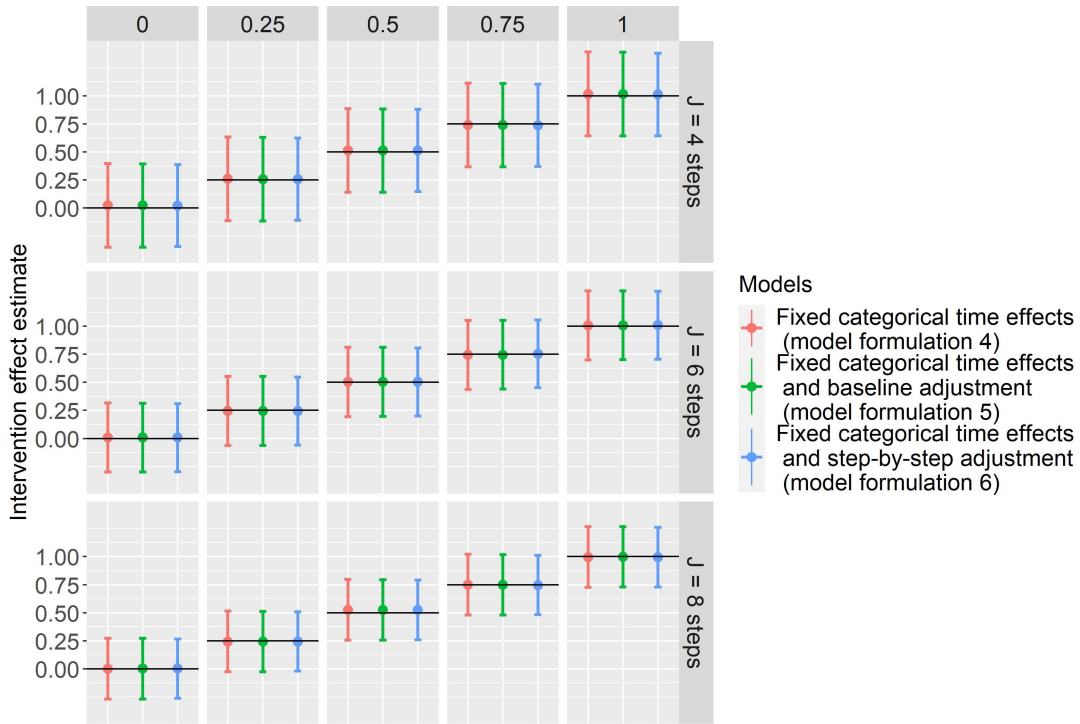 0 0.25 0.5 0.75 1
Intervention effect estimate
1.00
0.75
0.50
0.25
0.00
J = 4 steps
1.00
0.75
0.50
0.25
0.00
J = 6 steps
1.00
0.75
0.50
0.25
0.00
J = 8 steps
Models
Fixed categorical time effects
(model formulation 4)
Fixed categorical time effects
and baseline adjustment
(model formulation 5)
Fixed categorical time effects
and step-by-step adjustment
(model formulation 6)